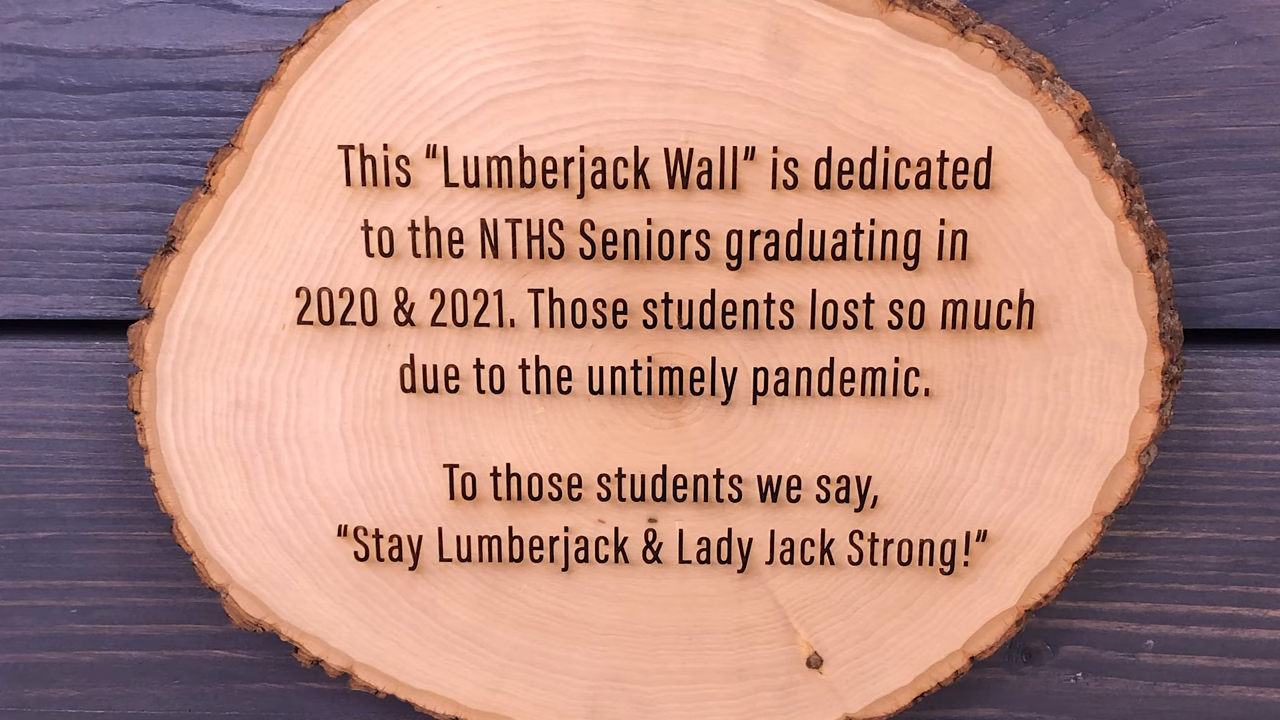 This “Lumberjack Wall” is dedicated
to the NTHS Seniors graduating in
2020 & 2021. Those students lost so much
due to the untimely pandemic.
To those students we say,
“Stay Lumberjack & Lady Jack Strong!”